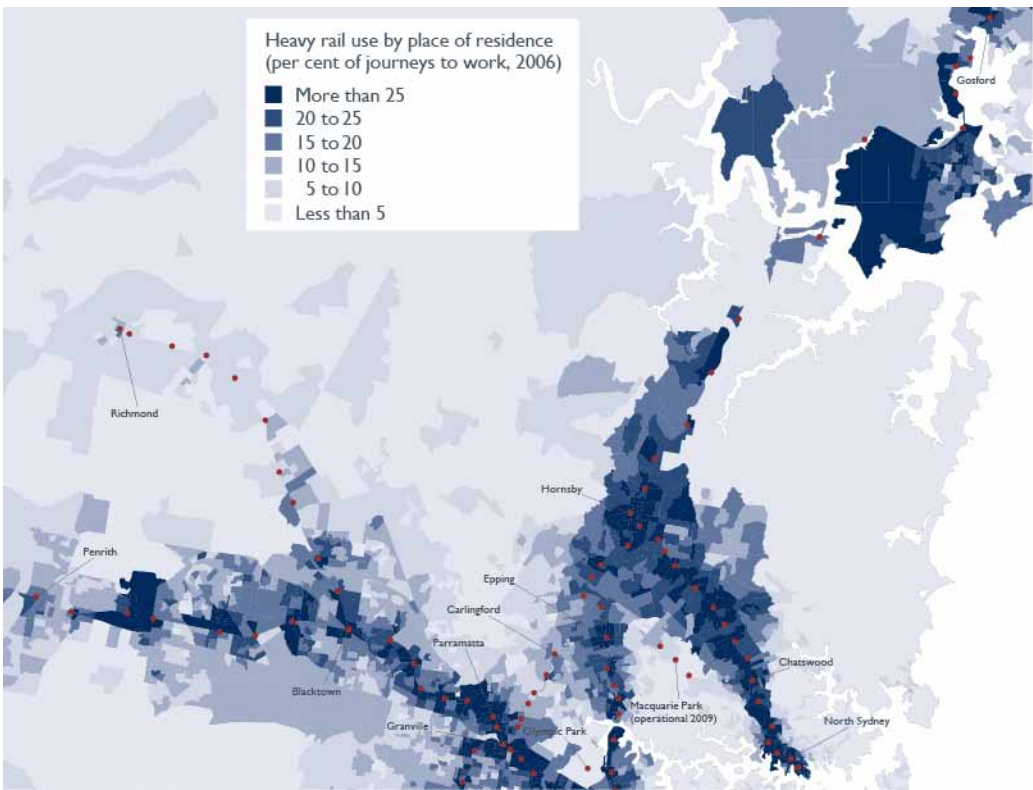 Heavy rail use by place of residence
(per cent of journeys to work, 2006)
More than 25
20 to 25
15 to 20
10 to 15
5 to 10
Less than 5
Gosford
Richmond
Hornsby
Penrith
Epping
Carlingford
Parramatta
Chatswood
Blacktown
Macquarie Park
(operational 2009)
North Sydney
Granville
Olympic Park